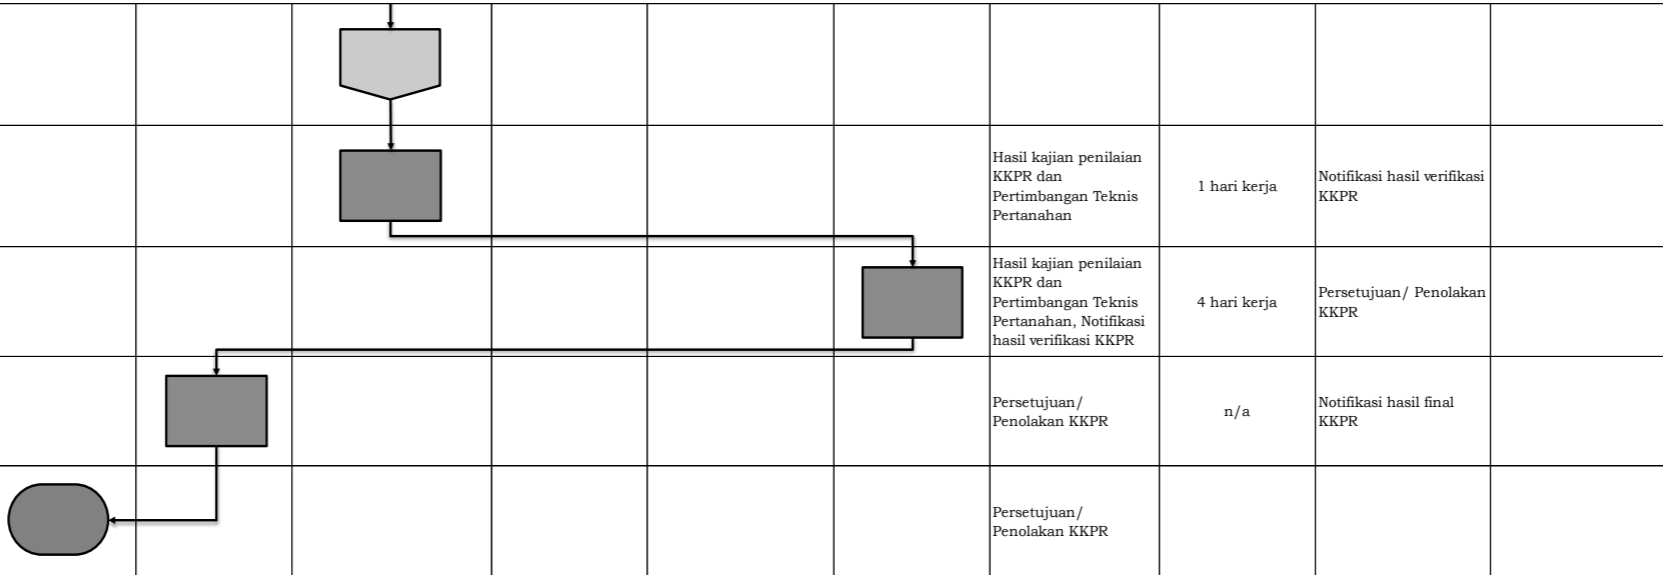 Hasil kajian penilaian
KKPR dan
Pertimbangan Teknis
Pertanahan
1 hari kerja
Notifikasi hasil verifikasi
KKPR
Hasil kajian penilaian
KKPR dan
Pertimbangan Teknis
Pertanahan, Notifikasi
hasil verifikasi KKPR
4 hari kerja
Persetujuan/ Penolakan
KKPR
Persetujuan/
Penolakan KKPR
n/a
Notifikasi hasil final
KKPR
Persetujuan/
Penolakan KKPR